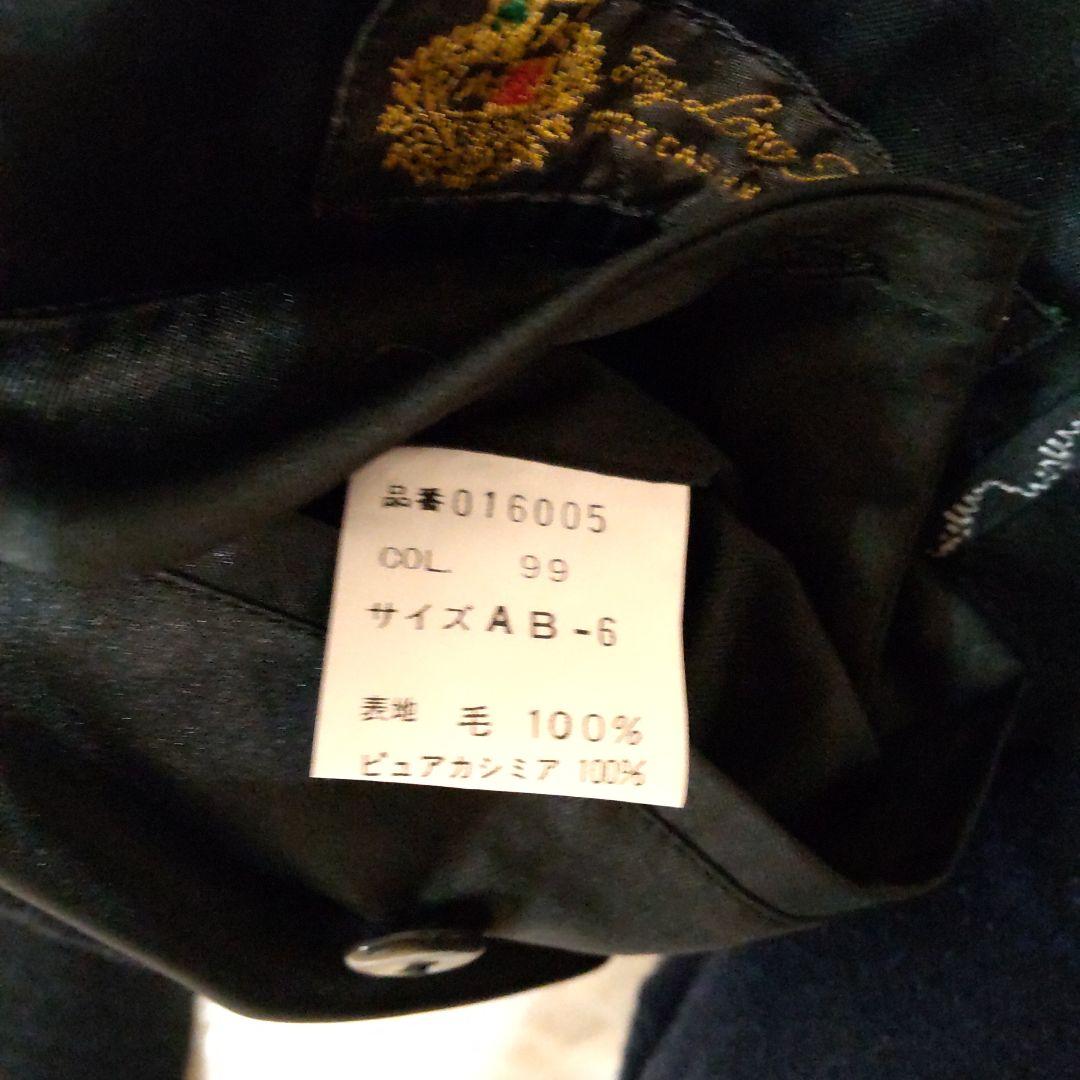 品番016005
COL. 99
サイズAB-6
表地 毛 100%
ピュアカシミア 100%